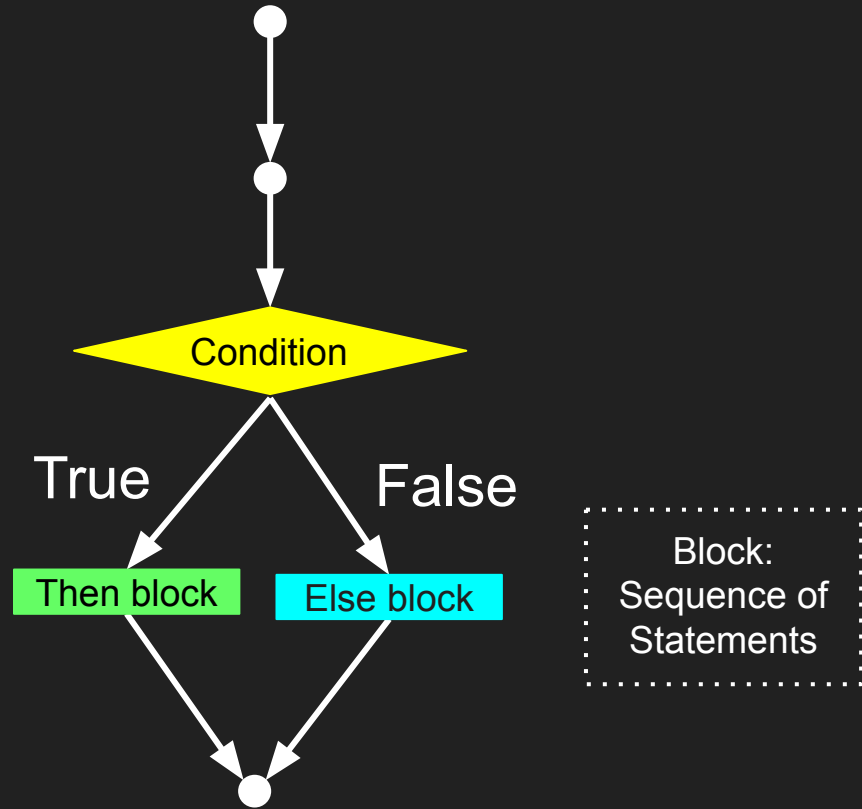 Condition
True
False
Then block
Else block
Block:
Sequence of
Statements